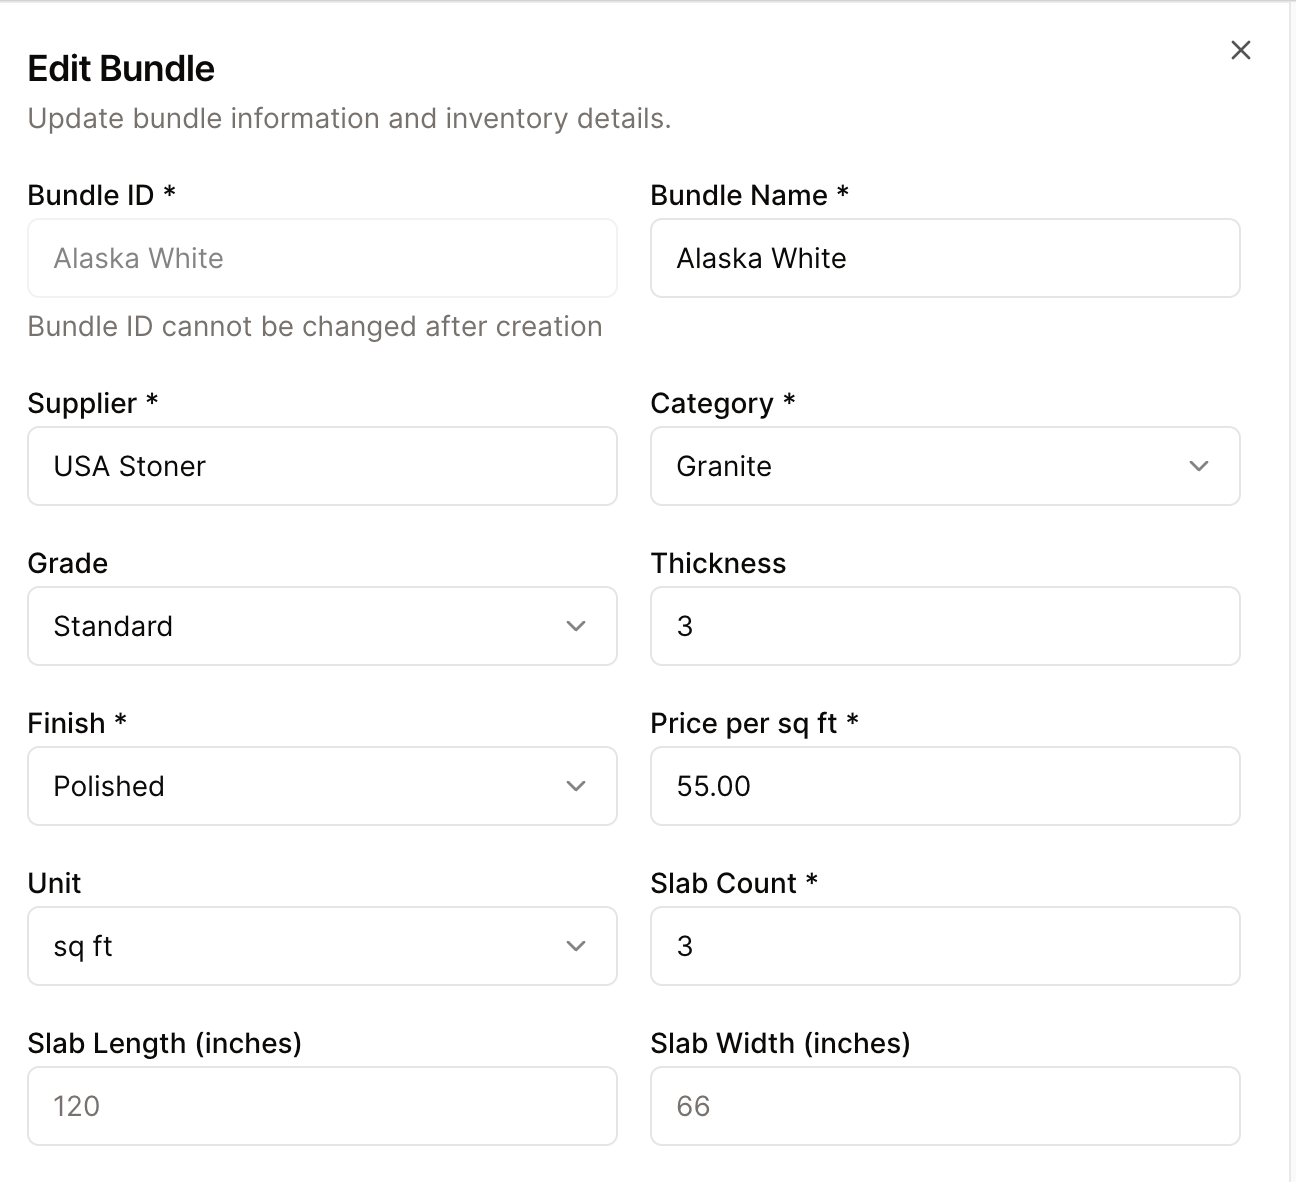 Edit Bundle
Update bundle information and inventory details.
Bundle ID *
Alaska White
Bundle ID cannot be changed after creation
Bundle Name *
Alaska White
Supplier *
USA Stoner
Category *
Granite
Grade
Standard
Thickness
3
Finish *
Polished
Price per sq ft *
55.00
Unit
sq ft
Slab Count *
3
Slab Length (inches)
120
Slab Width (inches)
66